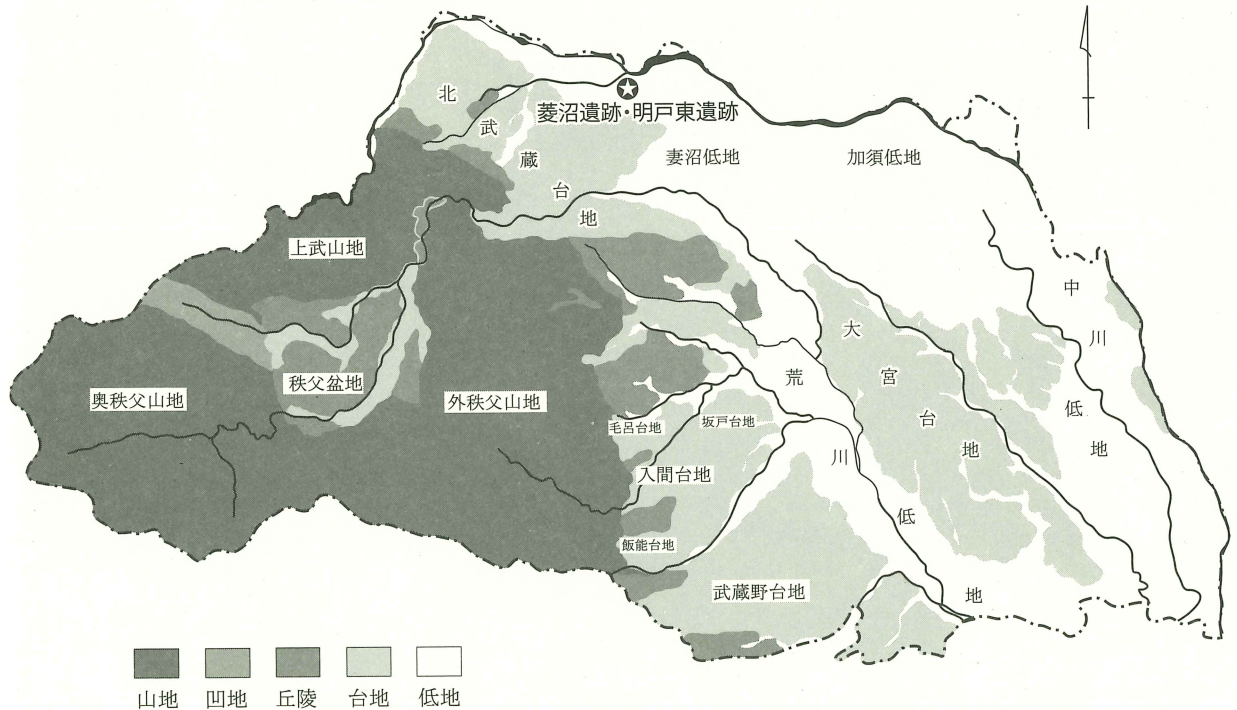 北武蔵台地
菱沼遺跡・明戸東遺跡
妻沼低地
加須低地
上武山地
中川低地
大宮台地
荒川低地
秩父盆地
奥秩父山地
外秩父山地
毛呂台地
坂戸台地
入間台地
飯能台地
武蔵野台地
山地
凹地
丘陵
台地
低地